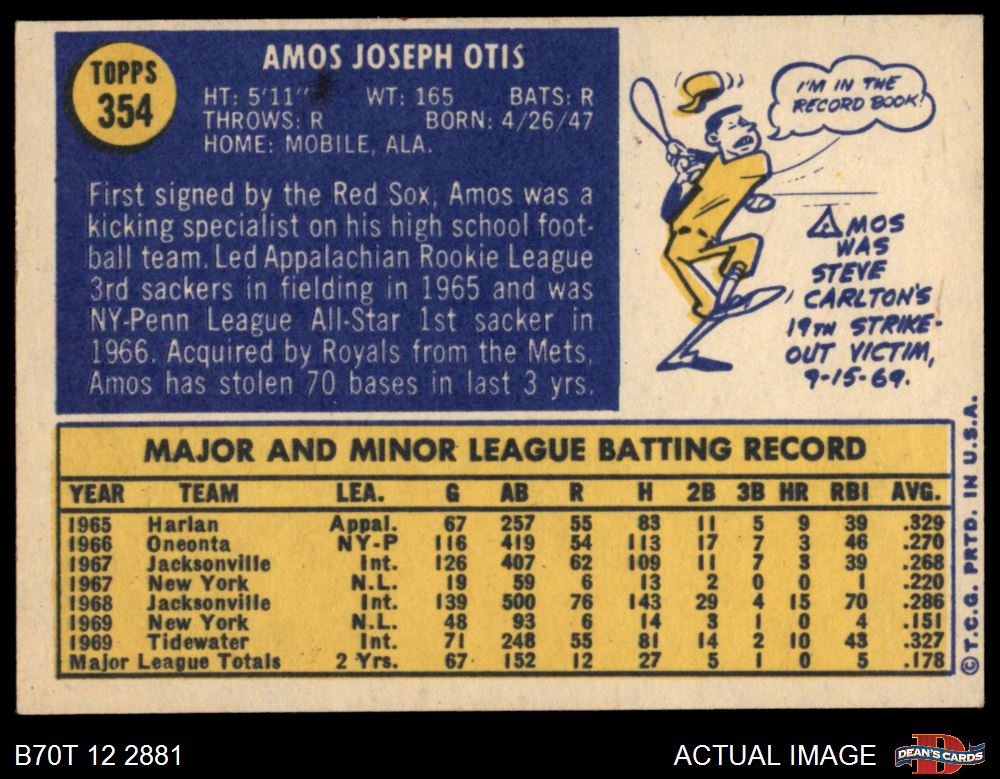 TOPPS
354
AMOS JOSEPH OTIS
HT: 5'11" WT: 165 BATS: R
THROWS: R BORN: 4/26/47
HOME: MOBILE, ALA.
First signed by the Red Sox, Amos was a
kicking specialist on his high school foot-
ball team. Led Appalachian Rookie League
3rd sackers in fielding in 1965 and was
NY-Penn League All-Star 1st sacker in
1966. Acquired by Royals from the Mets,
Amos has stolen 70 bases in last 3 yrs.
I'M IN THE
RECORD BOOK!
AMOS
WAS
STEVE
CARLTON'S
19TH STRIKE-
OUT VICTIM,
9-15-69.
MAJOR AND MINOR LEAGUE BATTING RECORD
YEAR TEAM LEA. G AB R H 2B 3B HR RBI AVG.
1965 Harlan Appal. 67 257 55 83 11 5 9 39 .329
1966 Oneonta NY-P 116 419 54 113 17 7 3 46 .270
1967 Jacksonville Int. 126 407 62 109 11 7 3 39 .268
1967 New York N.L. 19 59 6 13 2 0 0 1 .220
1968 Jacksonville Int. 139 500 76 143 29 4 15 70 .286
1969 New York N.L. 48 93 6 14 3 1 0 4 .151
1969 Tidewater Int. 71 248 55 81 14 2 10 43 .327
Major League Totals 2 Yrs. 67 152 12 27 5 1 0 5 .178
©T.C.G. PRTD. IN U.S.A.
B70T 12 2881
ACTUAL IMAGE
DEAN'S CARDS